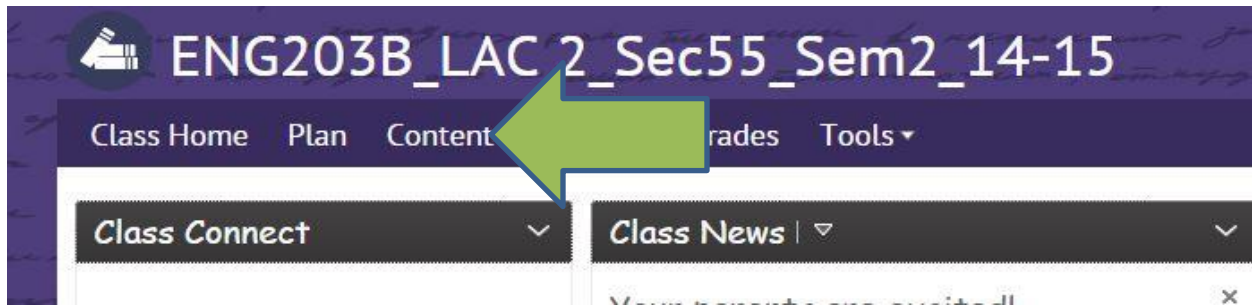 ENG203B_LAC 2_Sec55_Sem2_14-15
Class Home Plan Content Tools
Class Connect
Class News